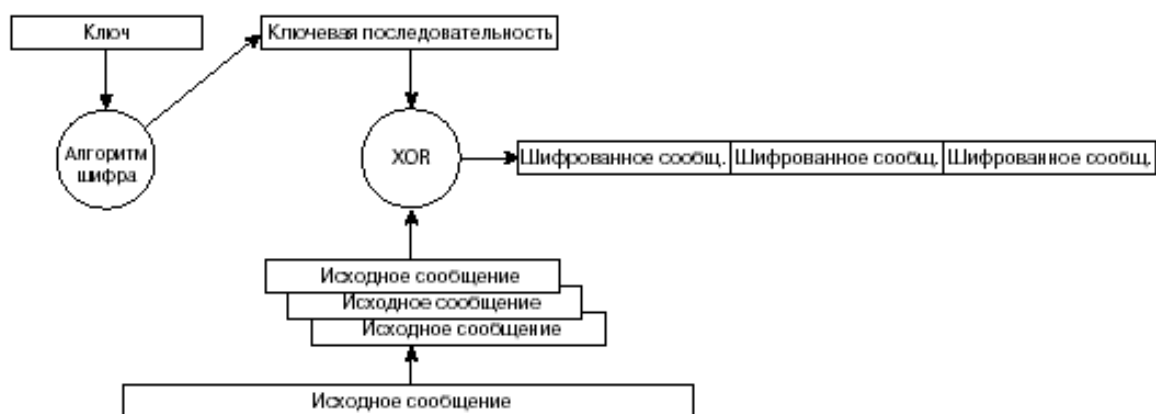 Ключ
Ключевая последовательность
Алгоритм
шифра
XOR
Шифрованное сообщ. Шифрованное сообщ. Шифрованное сообщ.
Исходное сообщение
Исходное сообщение
Исходное сообщение
Исходное сообщение